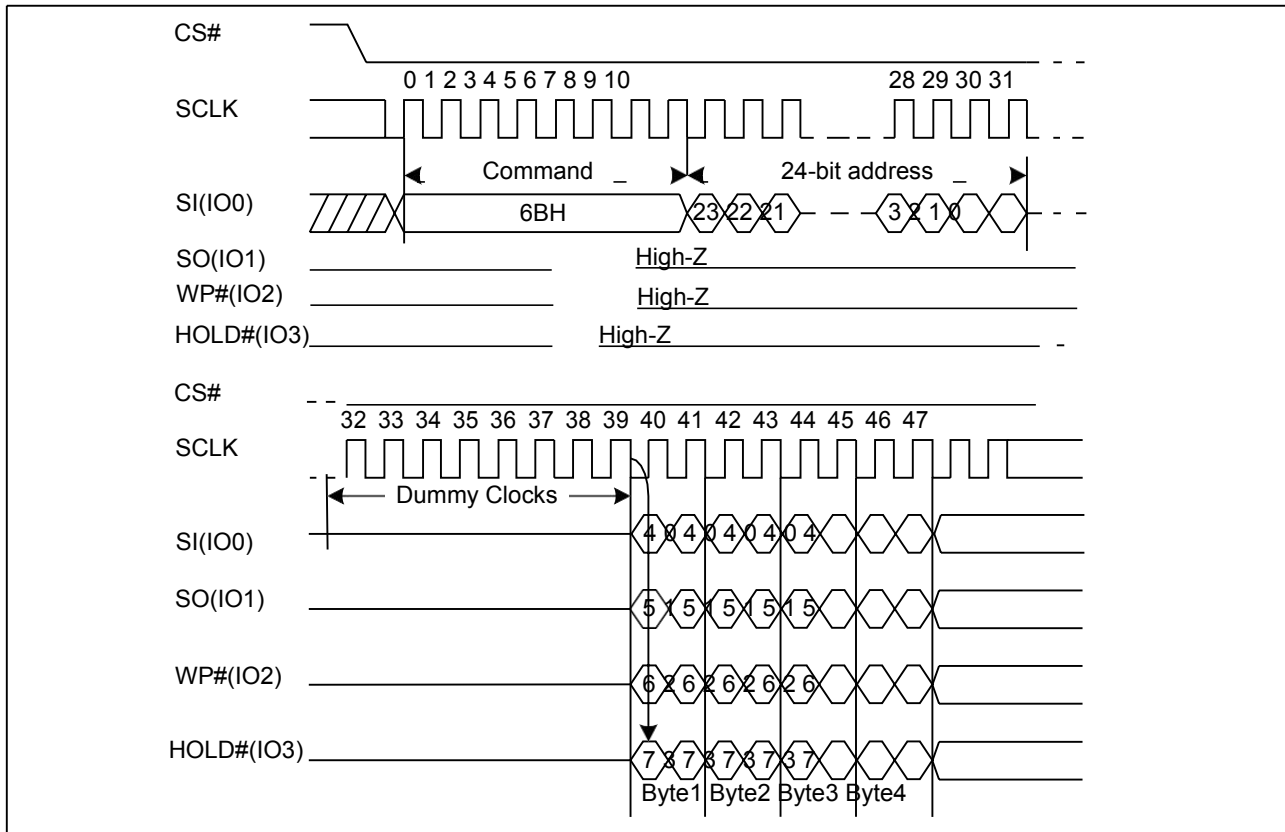 CS#
0 1 2 3 4 5 6 7 8 9 10 28 29 30 31
SCLK
Command 24-bit address
SI(IO0) 6BH 23 22 21 3 2 1 0
SO(IO1) High-Z
WP#(IO2) High-Z
HOLD#(IO3) High-Z
CS#
32 33 34 35 36 37 38 39 40 41 42 43 44 45 46 47
SCLK
Dummy Clocks
SI(IO0) 4 0 4 0 4 0 4 0 4
SO(IO1) 5 1 5 1 5 1 5 1 5
WP#(IO2) 6 2 6 2 6 2 6 2 6
HOLD#(IO3) 7 3 7 3 7 3 7 3 7
Byte1 Byte2 Byte3 Byte4